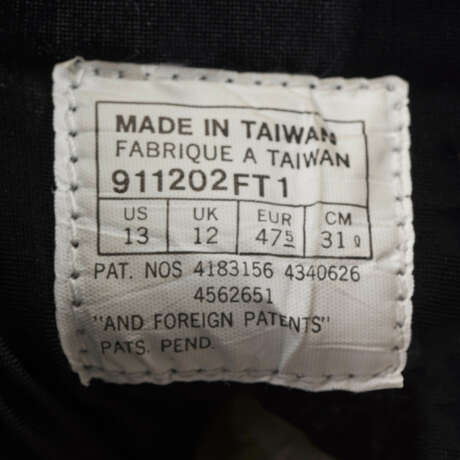 MADE IN TAIWAN
FABRIQUE A TAIWAN
911202FT1
US UK EUR CM
13 12 47 5 31
PAT. NOS 4183156 4340626
4562651
"AND FOREIGN PATENTS"
PATS. PEND.